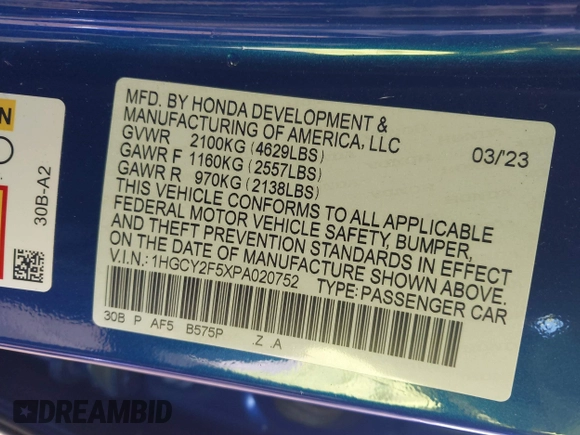 MFD. BY HONDA DEVELOPMENT &
MANUFACTURING OF AMERICA, LLC
GVWR 2100KG (4629LBS) 03/'23
GAWR F 1160KG (2557LBS)
GAWR R 970KG (2138LBS)
THIS VEHICLE CONFORMS TO ALL APPLICABLE
FEDERAL MOTOR VEHICLE SAFETY, BUMPER,
AND THEFT PREVENTION STANDARDS IN EFFECT
ON THE DATE OF MANUFACTURE SHOWN ABOVE.
V.I.N.: 1HGCY2F5XPA020752 TYPE: PASSENGER CAR
30B P AF5 B575P .Z .A
30B-A2
DREAMBID